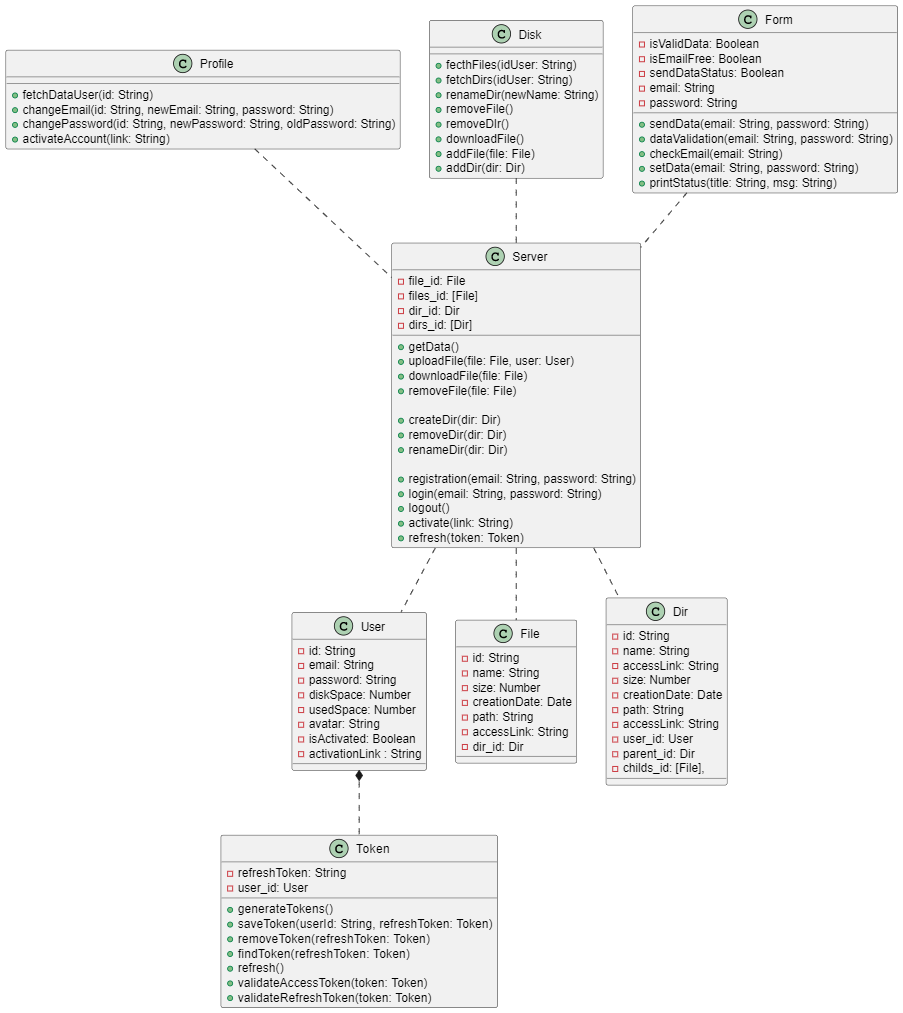 C Profile
fetchDataUser(id: String)
changeEmail(id: String, newEmail: String, password: String)
changePassword(id: String, newPassword: String, oldPassword: String)
activateAccount(link: String)
C Disk
fecthFiles(idUser: String)
fetchDirs(idUser: String)
renameDir(newName: String)
removeFile()
removeDIr()
downloadFile()
addFile(file: File)
addDir(dir: Dir)
C Form
isValidData: Boolean
isEmailFree: Boolean
sendDataStatus: Boolean
email: String
password: String
sendData(email: String, password: String)
dataValidation(email: String, password: String)
checkEmail(email: String)
setData(email: String, password: String)
printStatus(title: String, msg: String)
C Server
file_id: File
files_id: [File]
dir_id: Dir
dirs_id: [Dir]
getData()
uploadFile(file: File, user: User)
downloadFile(file: File)
removeFile(file: File)
createDir(dir: Dir)
removeDir(dir: Dir)
renameDir(dir: Dir)
registration(email: String, password: String)
login(email: String, password: String)
logout()
activate(link: String)
refresh(token: Token)
C User
id: String
email: String
password: String
diskSpace: Number
usedSpace: Number
avatar: String
isActivated: Boolean
activationLink : String
C File
id: String
name: String
size: Number
creationDate: Date
path: String
accessLink: String
dir_id: Dir
C Dir
id: String
name: String
accessLink: String
size: Number
creationDate: Date
path: String
accessLink: String
user_id: User
parent_id: Dir
childs_id: [File],
C Token
refreshToken: String
user_id: User
generateTokens()
saveToken(userId: String, refreshToken: Token)
removeToken(refreshToken: Token)
findToken(refreshToken: Token)
refresh()
validateAccessToken(token: Token)
validateRefreshToken(token: Token)